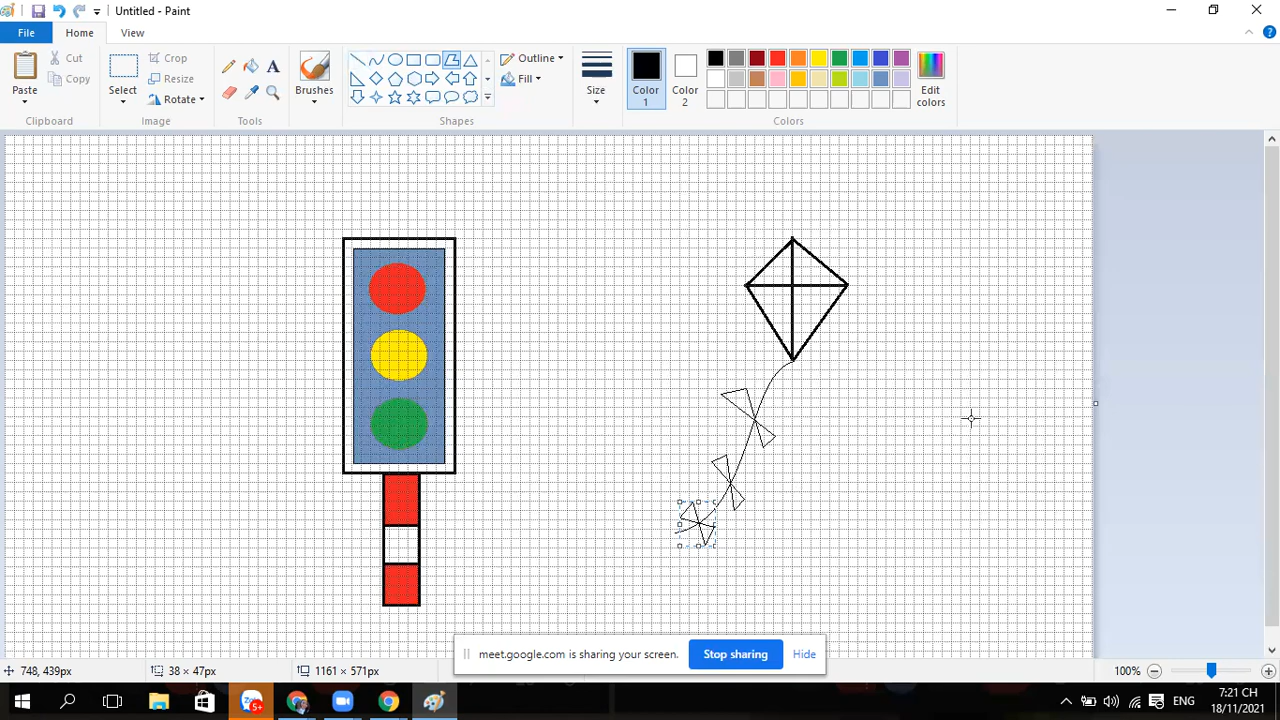 Untitled - Paint
File Home View
Paste
Cut
Copy
Clipboard
Select
Crop
Resize
Rotate
Image
A
Tools
Brushes
Outline
Fill
Shapes
Size
Color 1
Color 2
Edit colors
Colors
meet.google.com is sharing your screen. Stop sharing Hide
748, 439px 38 × 47px 1161 × 571px 100%
Zalo 5+
ENG
7:21 CH
18/11/2021